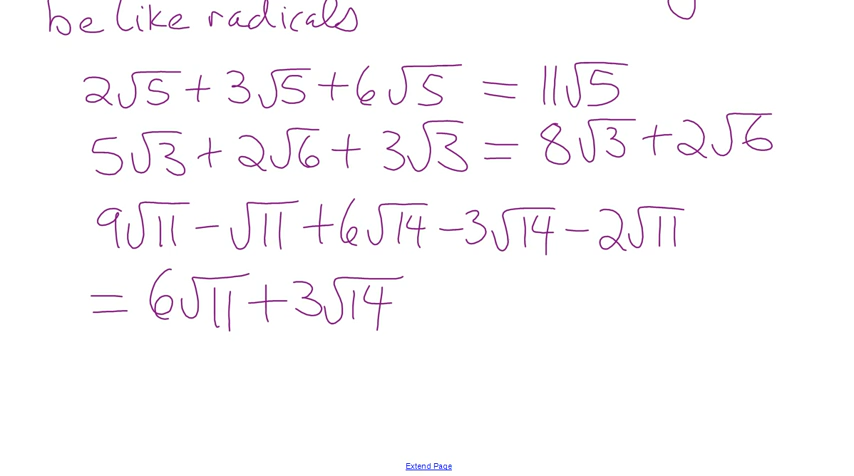 be like radicals
2√5 + 3√5 + 6√5 = 11√5
5√3 + 2√6 + 3√3 = 8√3 + 2√6
9√11 − √11 + 6√14 − 3√14 − 2√11
= 6√11 + 3√14
Extend Page